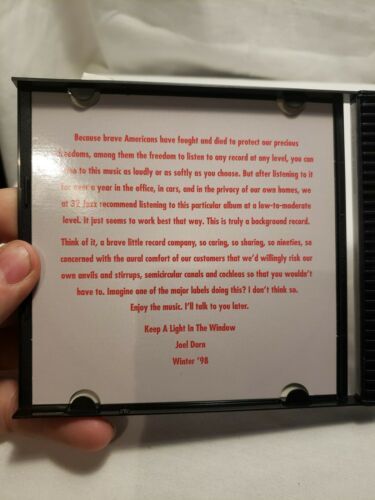 Because brave Americans have fought and died to protect our precious
freedoms, among them the freedom to listen to any record at any level, you can
listen to this music as loudly or as softly as you choose. But after listening to it
for over a year in the office, in cars, and in the privacy of our own homes, we
at 32 Jazz recommend listening to this particular album at a low-to-moderate
level. It just seems to work best that way. This is truly a background record.
Think of it, a brave little record company, so caring, so sharing, so nineties, so
concerned with the aural comfort of our customers that we'd willingly risk our
own anvils and stirrups, semicircular canals and cochleas so that you wouldn't
have to. Imagine one of the major labels doing this? I don't think so.
Enjoy the music. I'll talk to you later.
Keep A Light In The Window
Joel Dorn
Winter '98